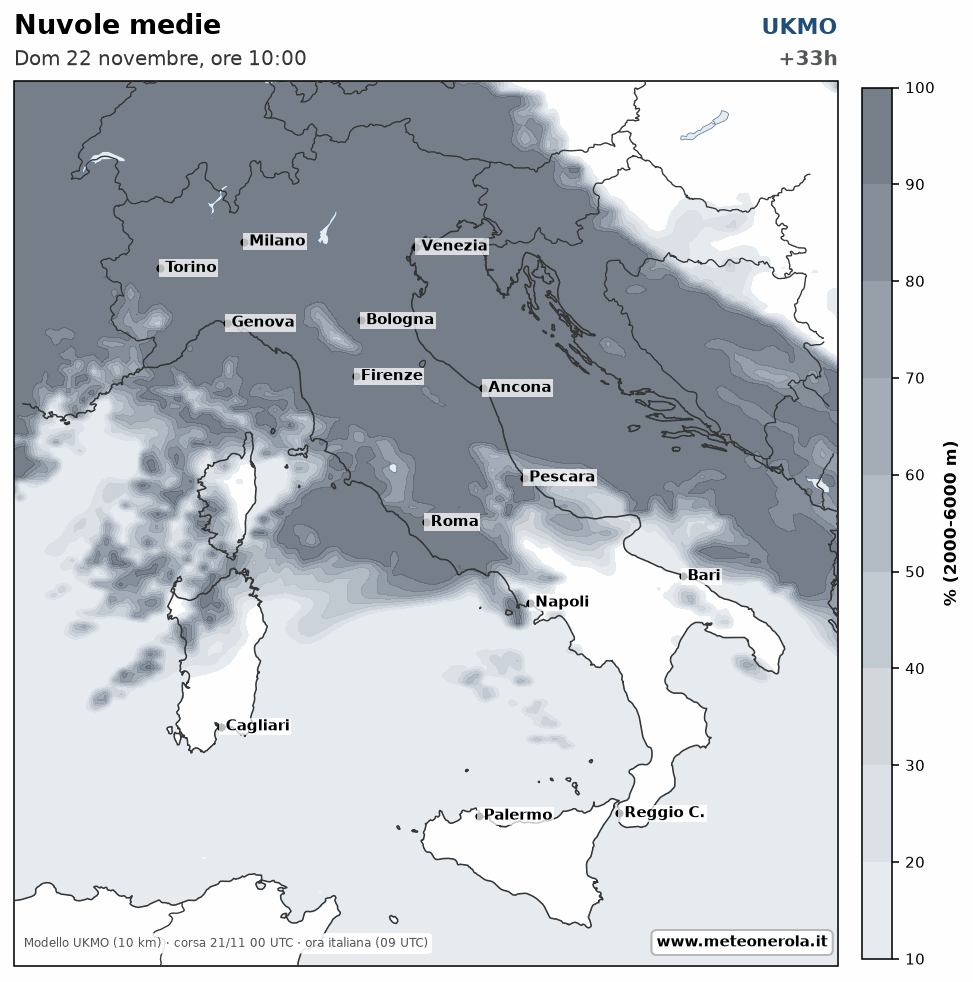 Nuvole medie
UKMO
Dom 22 novembre, ore 10:00
+33h
100
90
80
70
60
50
40
30
20
10
% (2000-6000 m)
Milano
Venezia
Torino
Genova
Bologna
Firenze
Ancona
Pescara
Roma
Bari
Napoli
Cagliari
Palermo
Reggio C.
Modello UKMO (10 km) · corsa 21/11 00 UTC · ora italiana (09 UTC)
www.meteonerola.it